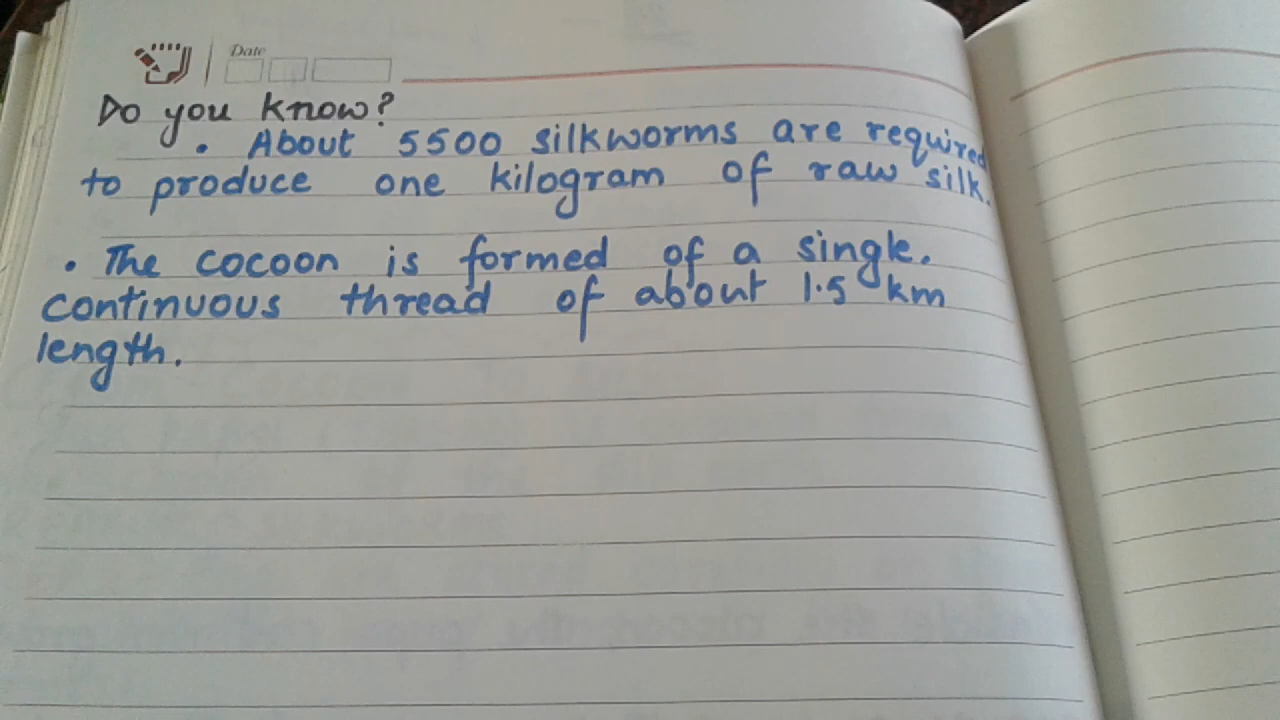 Date
Do you know?
. About 5500 silkworms are required
to produce one kilogram of raw silk.
. The cocoon is formed of a single.
continuous thread of about 1.5 km
length.